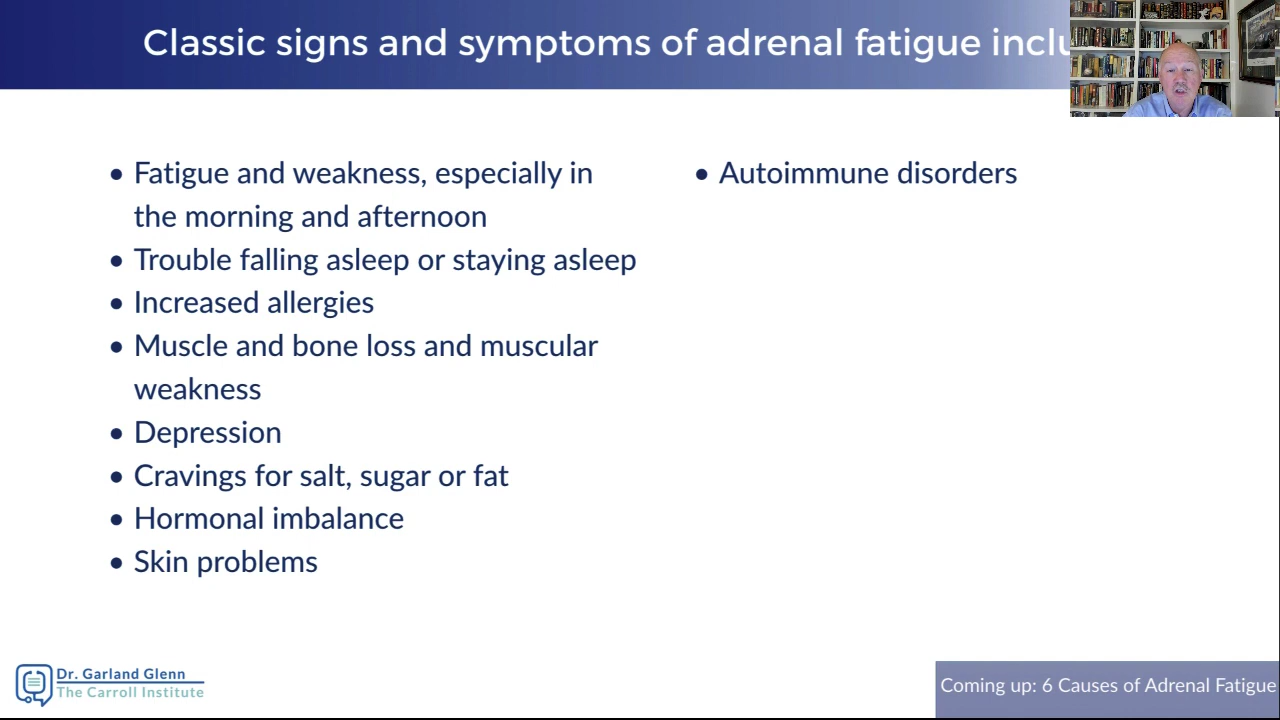 Classic signs and symptoms of adrenal fatigue inclu
• Fatigue and weakness, especially in
the morning and afternoon
• Trouble falling asleep or staying asleep
• Increased allergies
• Muscle and bone loss and muscular
weakness
• Depression
• Cravings for salt, sugar or fat
• Hormonal imbalance
• Skin problems
• Autoimmune disorders
Dr. Garland Glenn
The Carroll Institute
Coming up: 6 Causes of Adrenal Fatigue